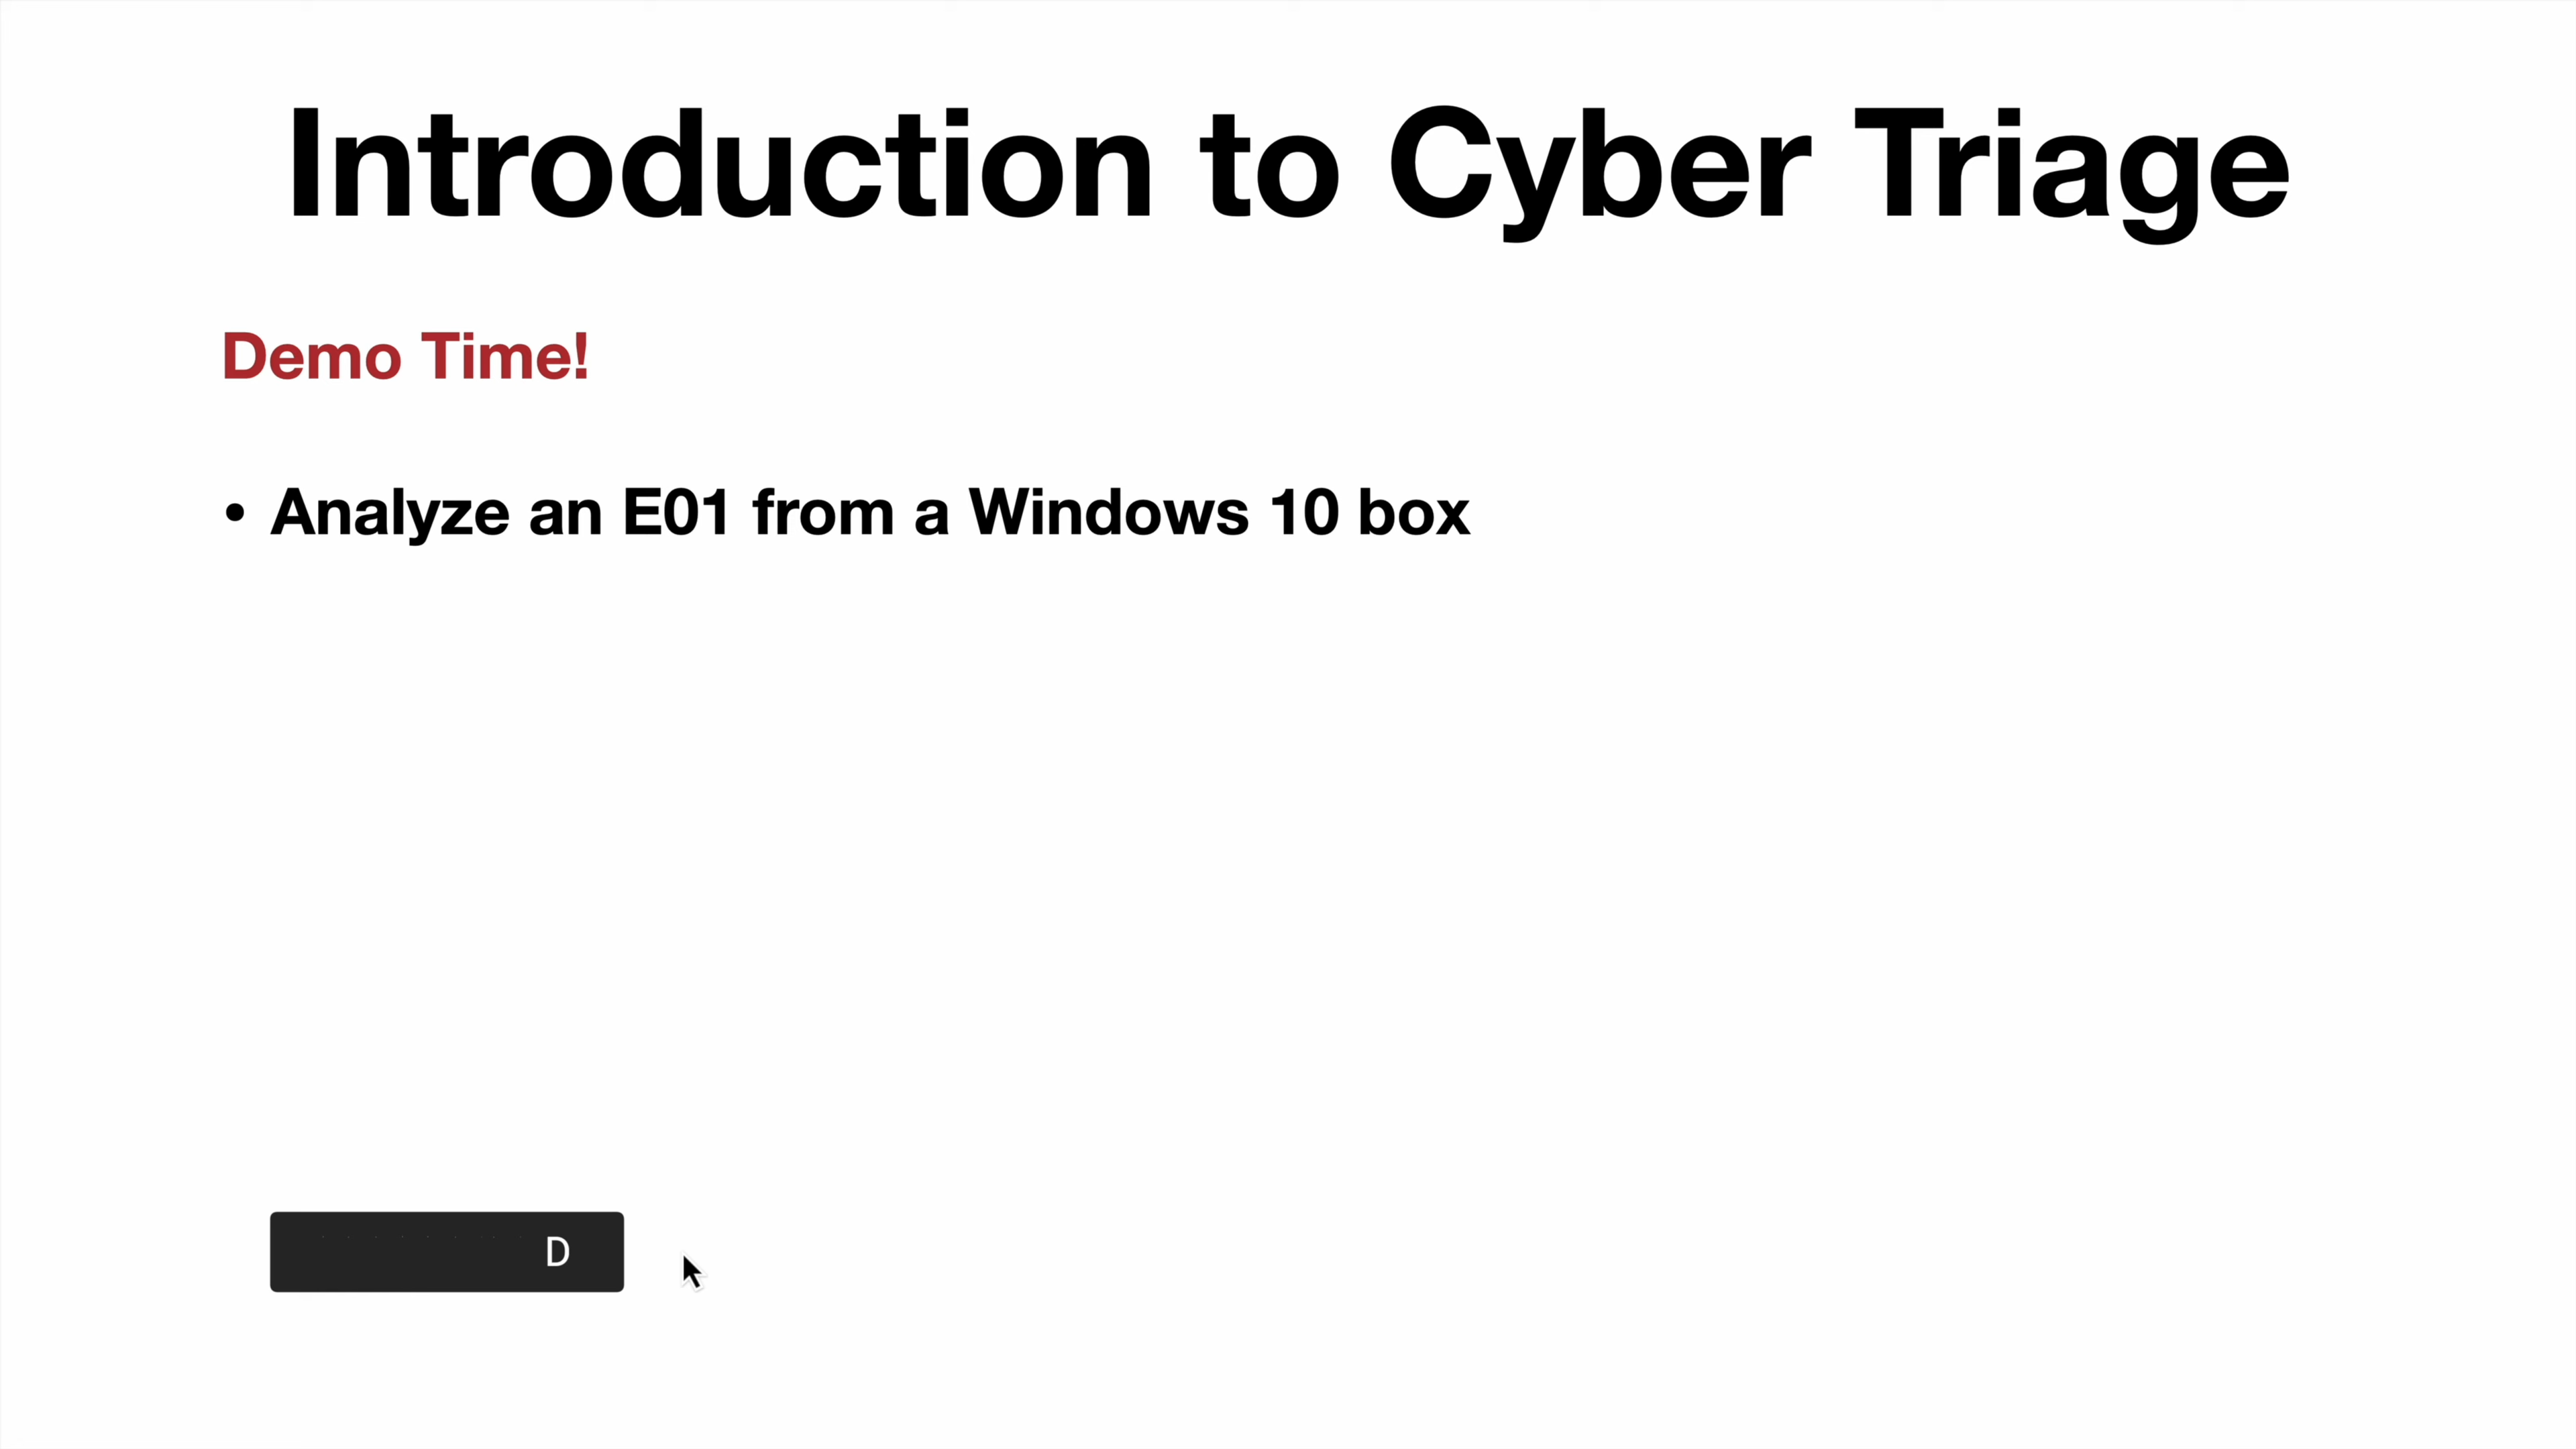 Introduction to Cyber Triage
Demo Time!
• Analyze an E01 from a Windows 10 box
D